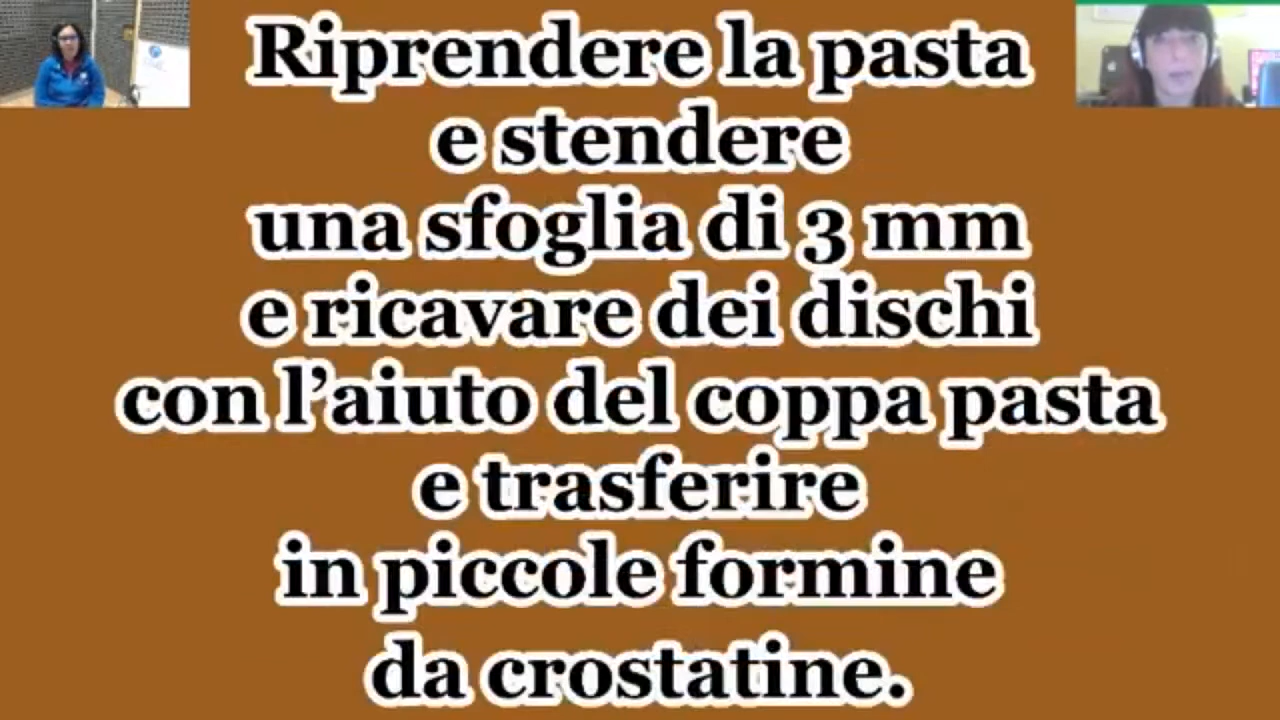 Riprendere la pasta
e stendere
una sfoglia di 3 mm
e ricavare dei dischi
con l’aiuto del coppa pasta
e trasferire
in piccole formine
da crostatine.